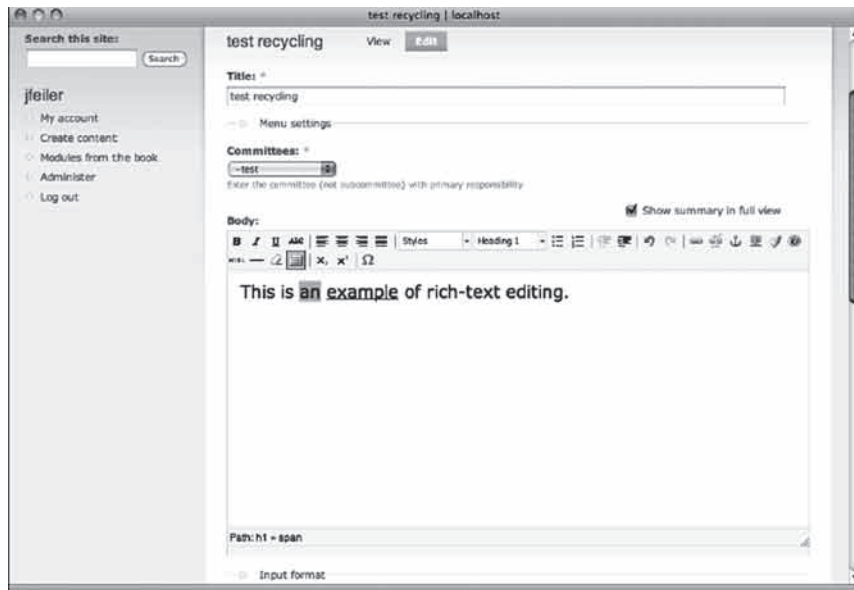 test recycling | localhost
Search this site:
Search
jfeiler
My account
Create content
Modules from the book
Administer
Log out
test recycling View Edit
Title: *
test recycling
Menu settings
Committees: *
-test
Enter the committee (not subcommittee) with primary responsibility
Show summary in full view
Body:
B I U ABC Styles Heading 1
HTML x, x' Ω
This is an example of rich-text editing.
Path: h1 » span
Input format